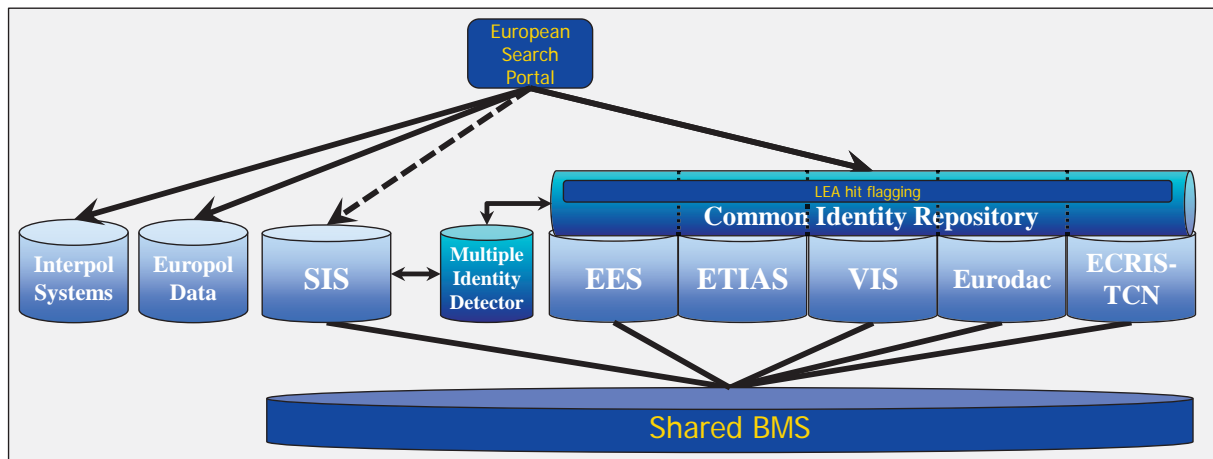 European
Search
Portal
LEA hit flagging
Common Identity Repository
Interpol
Systems
Europol
Data
SIS
Multiple
Identity
Detector
EES
ETIAS
VIS
Eurodac
ECRIS-
TCN
Shared BMS